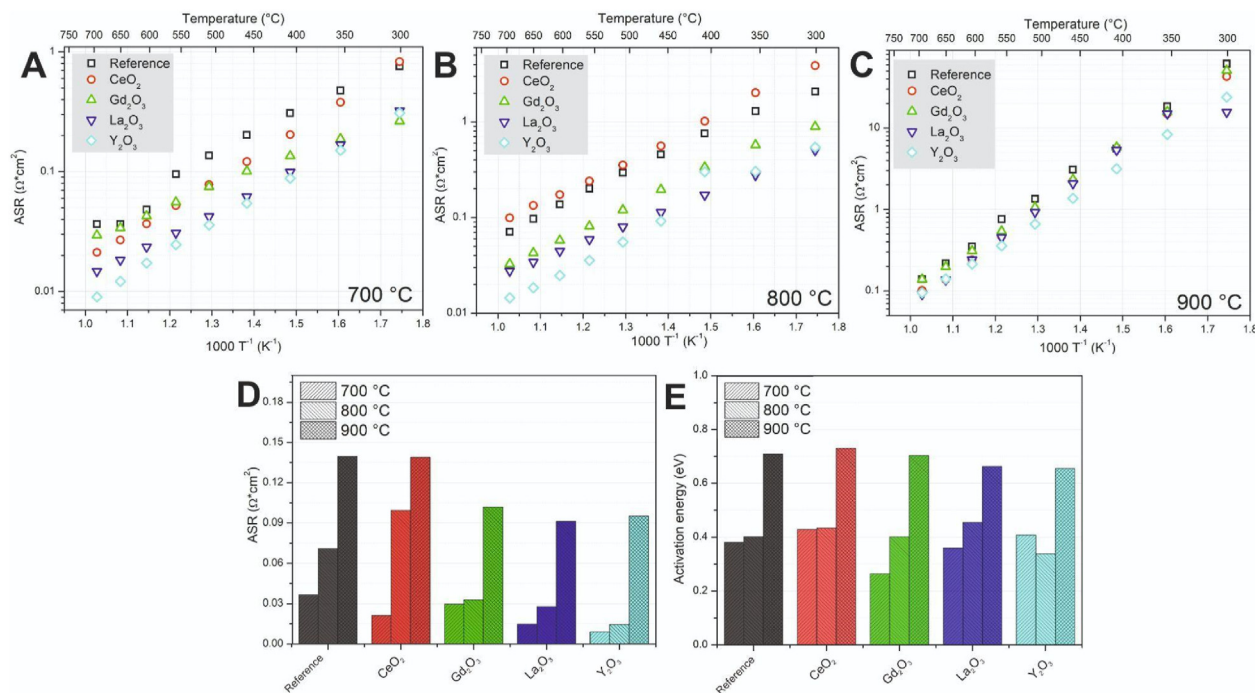 Temperature (°C)
750 700 650 600 550 500 450 400 350 300
A
Reference
CeO₂
Gd₂O₃
La₂O₃
Y₂O₃
ASR (Ω*cm²)
1
0.1
0.01
700 °C
1.0 1.1 1.2 1.3 1.4 1.5 1.6 1.7 1.8
1000 T⁻¹ (K⁻¹)
Temperature (°C)
750 700 650 600 550 500 450 400 350 300
B
Reference
CeO₂
Gd₂O₃
La₂O₃
Y₂O₃
ASR (Ω*cm²)
1
0.1
0.01
800 °C
1.0 1.1 1.2 1.3 1.4 1.5 1.6 1.7 1.8
1000 T⁻¹ (K⁻¹)
Temperature (°C)
750 700 650 600 550 500 450 400 350 300
C
Reference
CeO₂
Gd₂O₃
La₂O₃
Y₂O₃
ASR (Ω*cm²)
10
1
0.1
900 °C
1.0 1.1 1.2 1.3 1.4 1.5 1.6 1.7 1.8
1000 T⁻¹ (K⁻¹)
D
700 °C
800 °C
900 °C
ASR (Ω*cm²)
0.18
0.15
0.12
0.09
0.06
0.03
0.00
Reference CeO₂ Gd₂O₃ La₂O₃ Y₂O₃
E
700 °C
800 °C
900 °C
Activation energy (eV)
1.0
0.8
0.6
0.4
0.2
0.0
Reference CeO₂ Gd₂O₃ La₂O₃ Y₂O₃